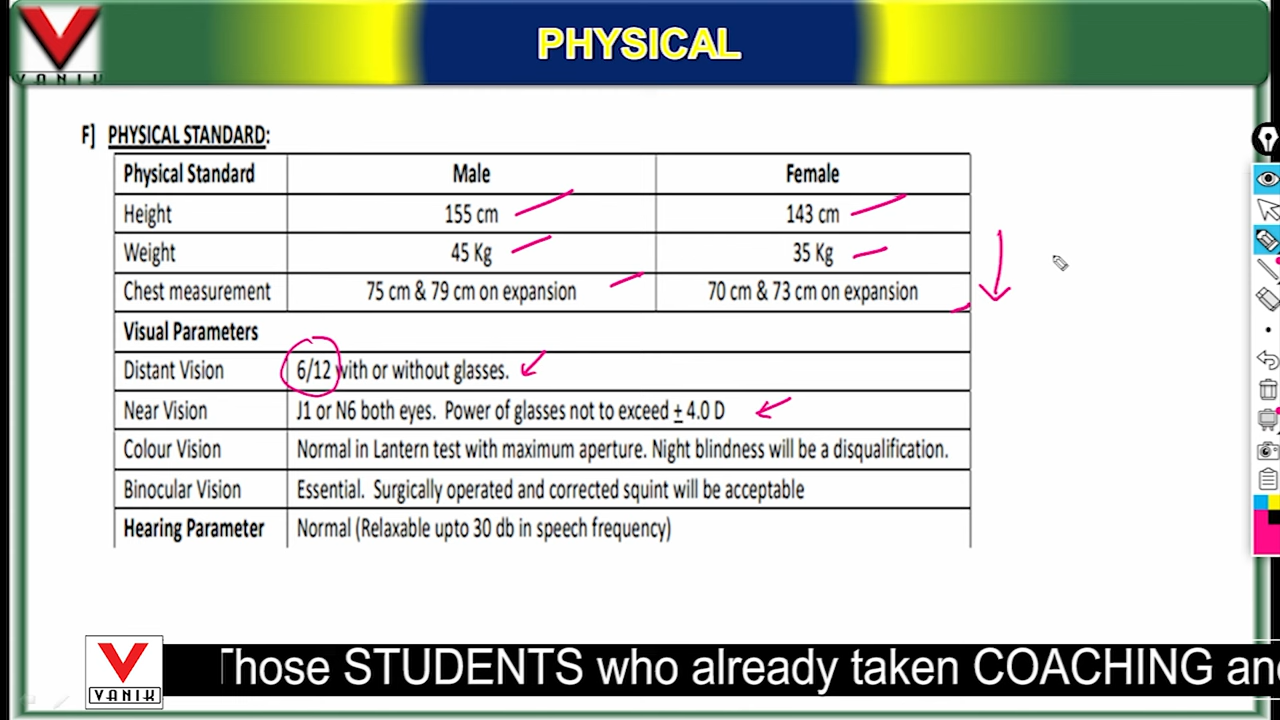 VANIK
PHYSICAL
F] PHYSICAL STANDARD:
Physical Standard Male Female
Height 155 cm 143 cm
Weight 45 Kg 35 Kg
Chest measurement 75 cm & 79 cm on expansion 70 cm & 73 cm on expansion
Visual Parameters
Distant Vision 6/12 with or without glasses.
Near Vision J1 or N6 both eyes. Power of glasses not to exceed ± 4.0 D
Colour Vision Normal in Lantern test with maximum aperture. Night blindness will be a disqualification.
Binocular Vision Essential. Surgically operated and corrected squint will be acceptable
Hearing Parameter Normal (Relaxable upto 30 db in speech frequency)
VANIK
Those STUDENTS who already taken COACHING and